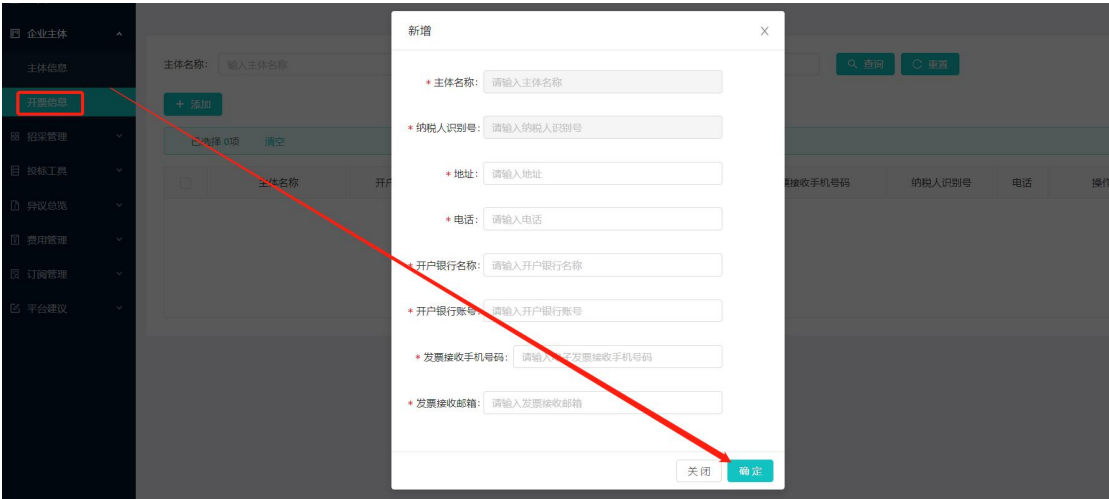 企业主体
主体信息
开票信息
招采管理
投标工具
异议总览
费用管理
订阅管理
平台建议
主体名称: 输入主体名称
查询 重置
+ 添加
已选择 0项 清空
主体名称
接收手机号码 纳税人识别号 电话
新增
* 主体名称: 请输入主体名称
* 纳税人识别号: 请输入纳税人识别号
* 地址: 请输入地址
* 电话: 请输入电话
* 开户银行名称: 请输入开户银行名称
* 开户银行账号: 请输入开户银行账号
* 发票接收手机号码: 请输入电子发票接收手机号码
* 发票接收邮箱: 请输入发票接收邮箱
关 闭 确 定